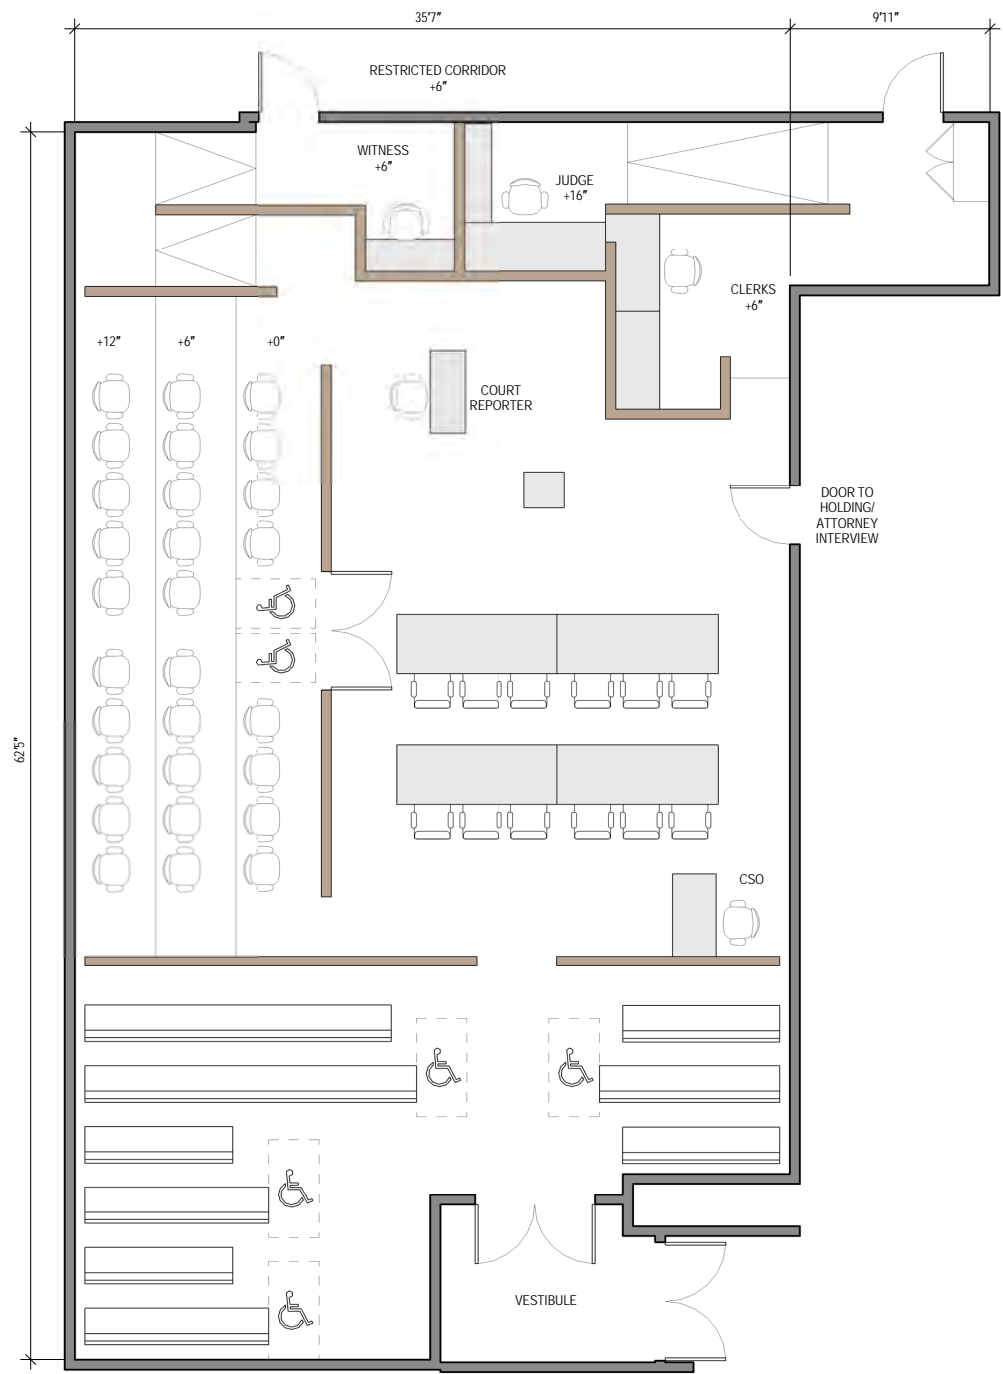 35'7"
9'11"
RESTRICTED CORRIDOR
+6"
WITNESS
+6"
JUDGE
+16"
CLERKS
+6"
+12"
+6"
+0"
COURT
REPORTER
DOOR TO
HOLDING/
ATTORNEY
INTERVIEW
62'5"
CSO
VESTIBULE